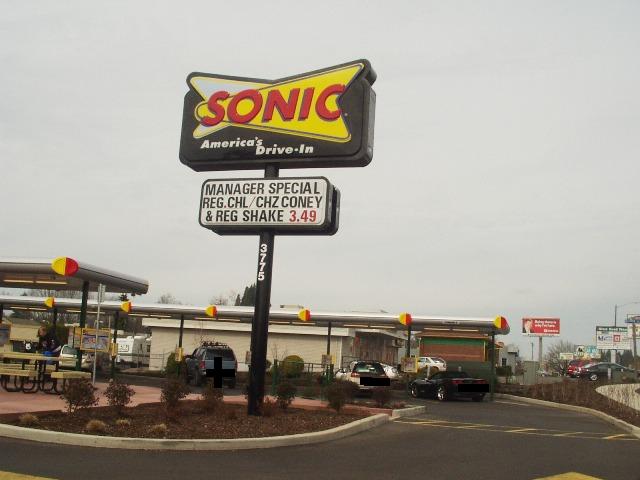 SONIC
America's
Drive-In
MANAGER SPECIAL
REG.CHL/CHZ CONEY
& REG SHAKE 3.49
3775